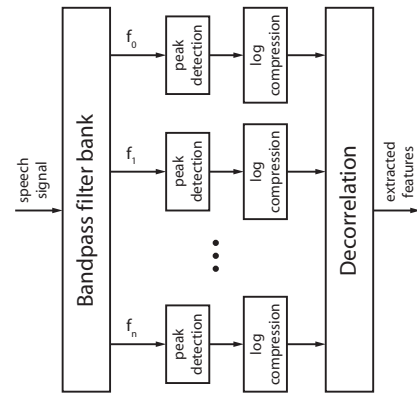 speech
signal
Bandpass filter bank
f0
peak
detection
log
compression
f1
peak
detection
log
compression
fn
peak
detection
log
compression
Decorrelation
extracted
features